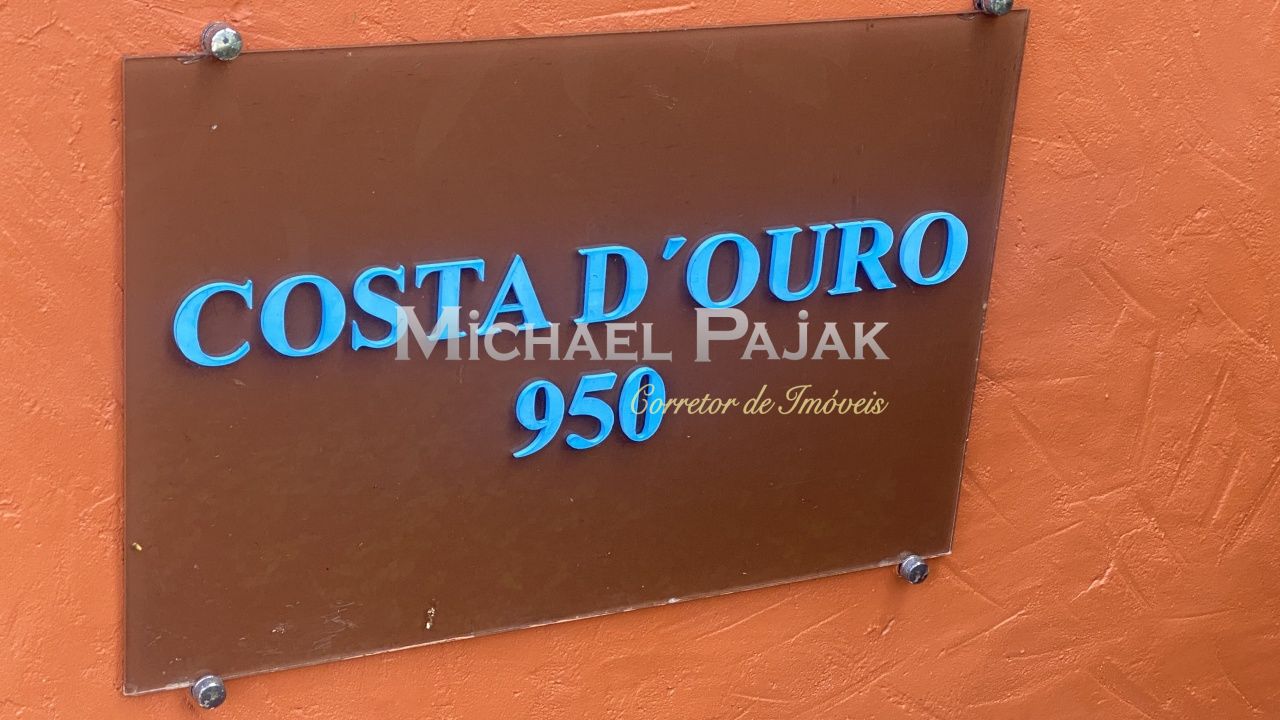 COSTA D´OURO
MICHAEL PAJAK
950
Corretor de Imóveis